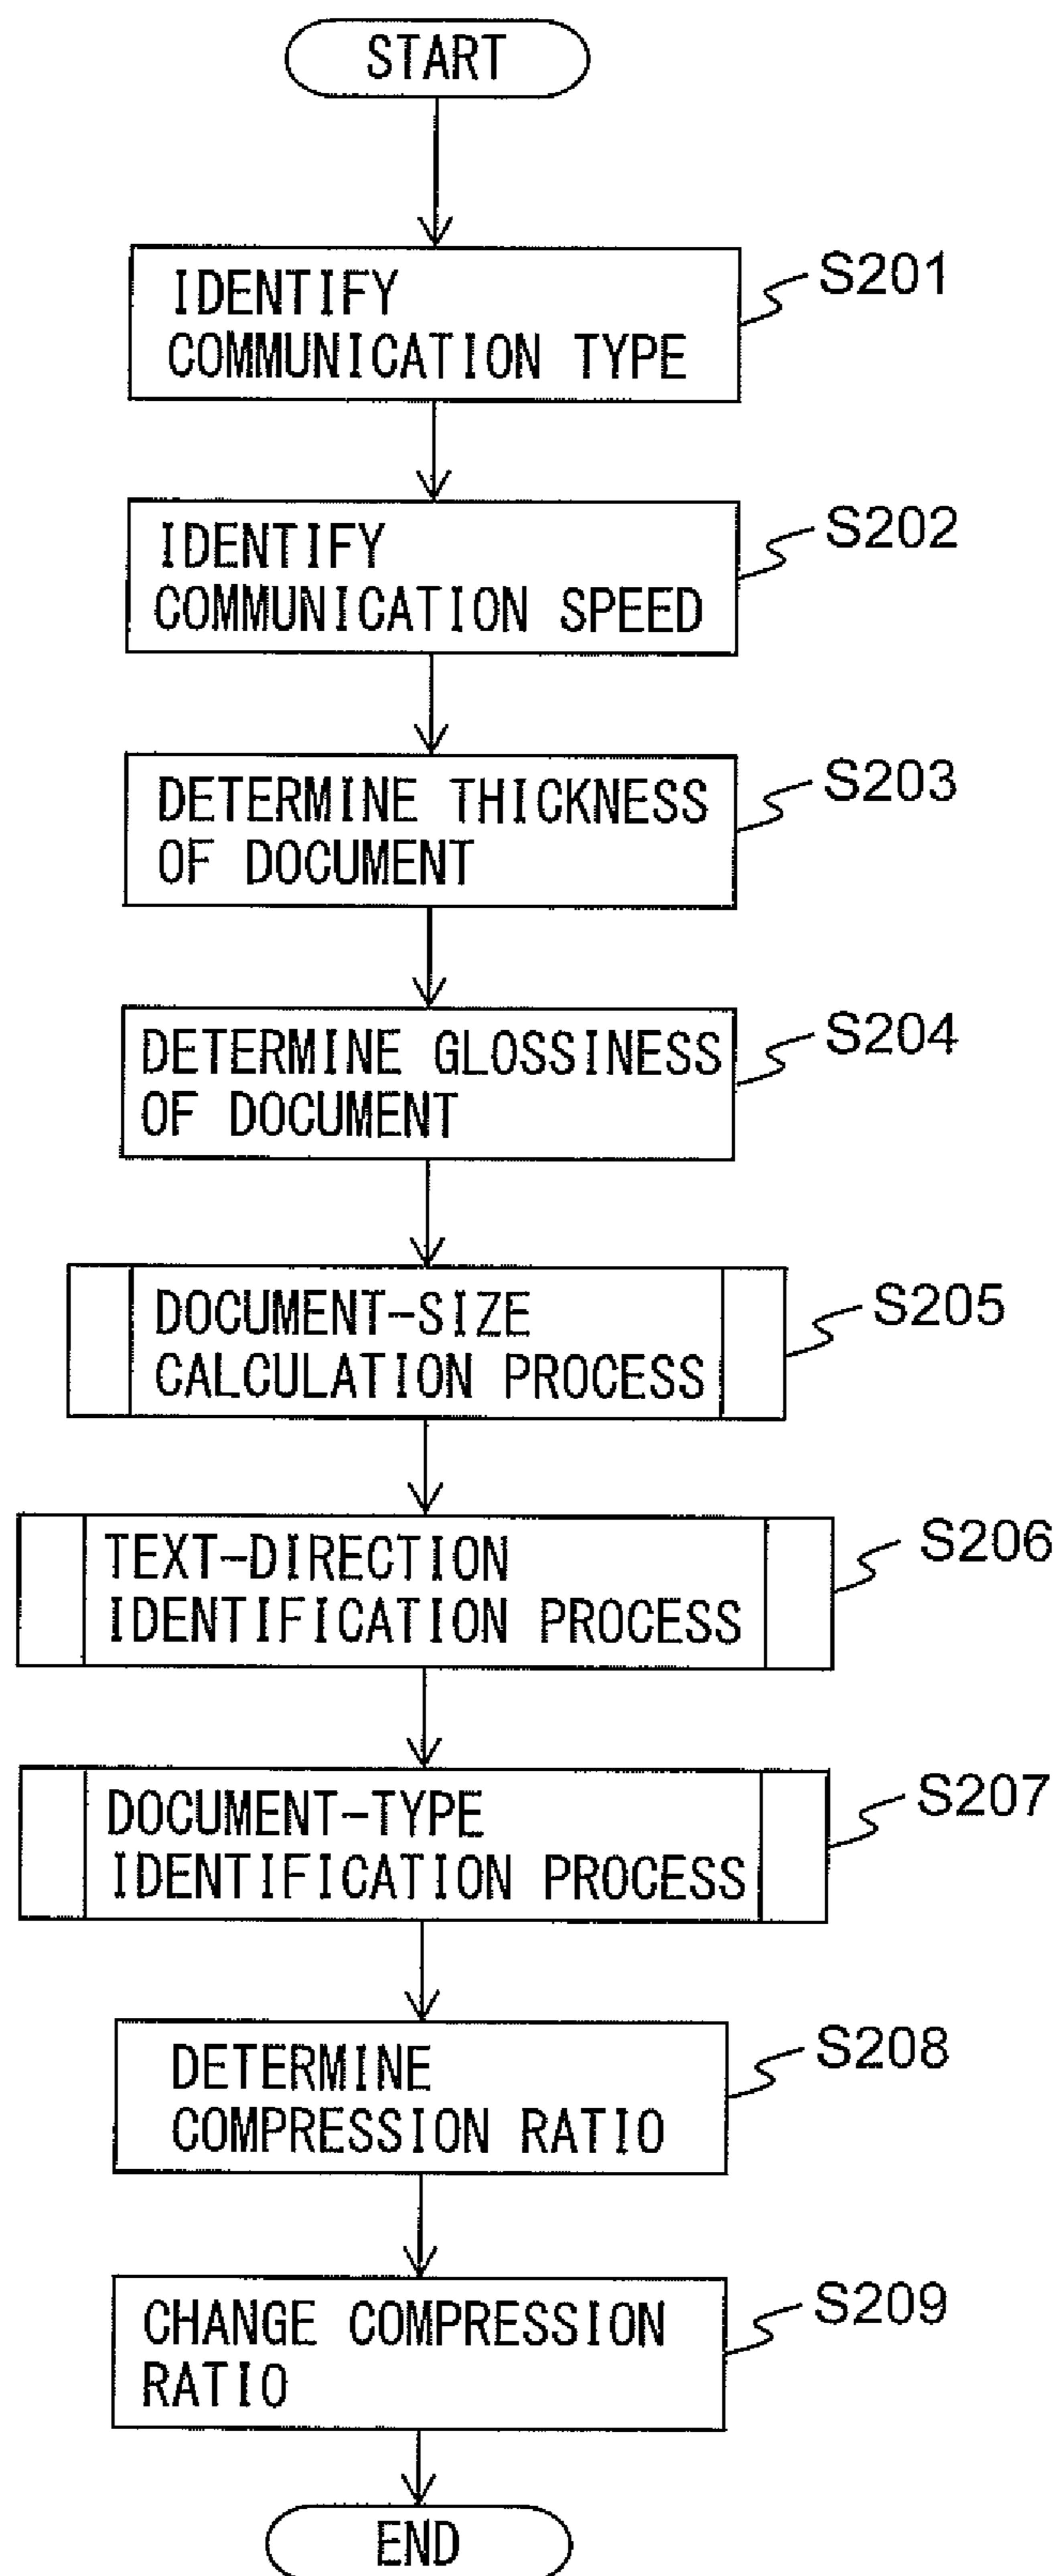 START
IDENTIFY
COMMUNICATION TYPE
S201
IDENTIFY
COMMUNICATION SPEED
S202
DETERMINE THICKNESS
OF DOCUMENT
S203
DETERMINE GLOSSINESS
OF DOCUMENT
S204
DOCUMENT-SIZE
CALCULATION PROCESS
S205
TEXT-DIRECTION
IDENTIFICATION PROCESS
S206
DOCUMENT-TYPE
IDENTIFICATION PROCESS
S207
DETERMINE
COMPRESSION RATIO
S208
CHANGE COMPRESSION
RATIO
S209
END